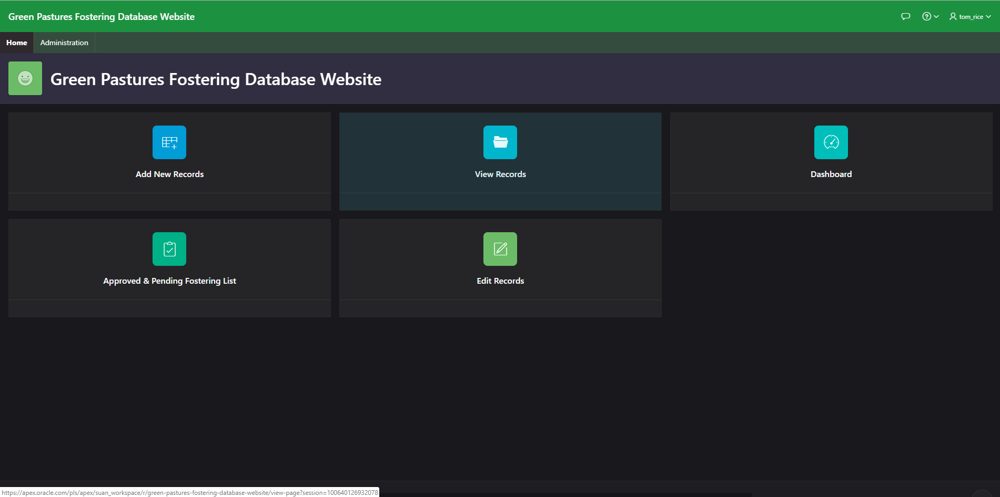 Green Pastures Fostering Database Website
tom_rice
Home
Administration
Green Pastures Fostering Database Website
Add New Records
View Records
Dashboard
Approved & Pending Fostering List
Edit Records
https://apex.oracle.com/pls/apex/suan_workspace/r/green-pastures-fostering-database-website/view-page?session=100640126932078